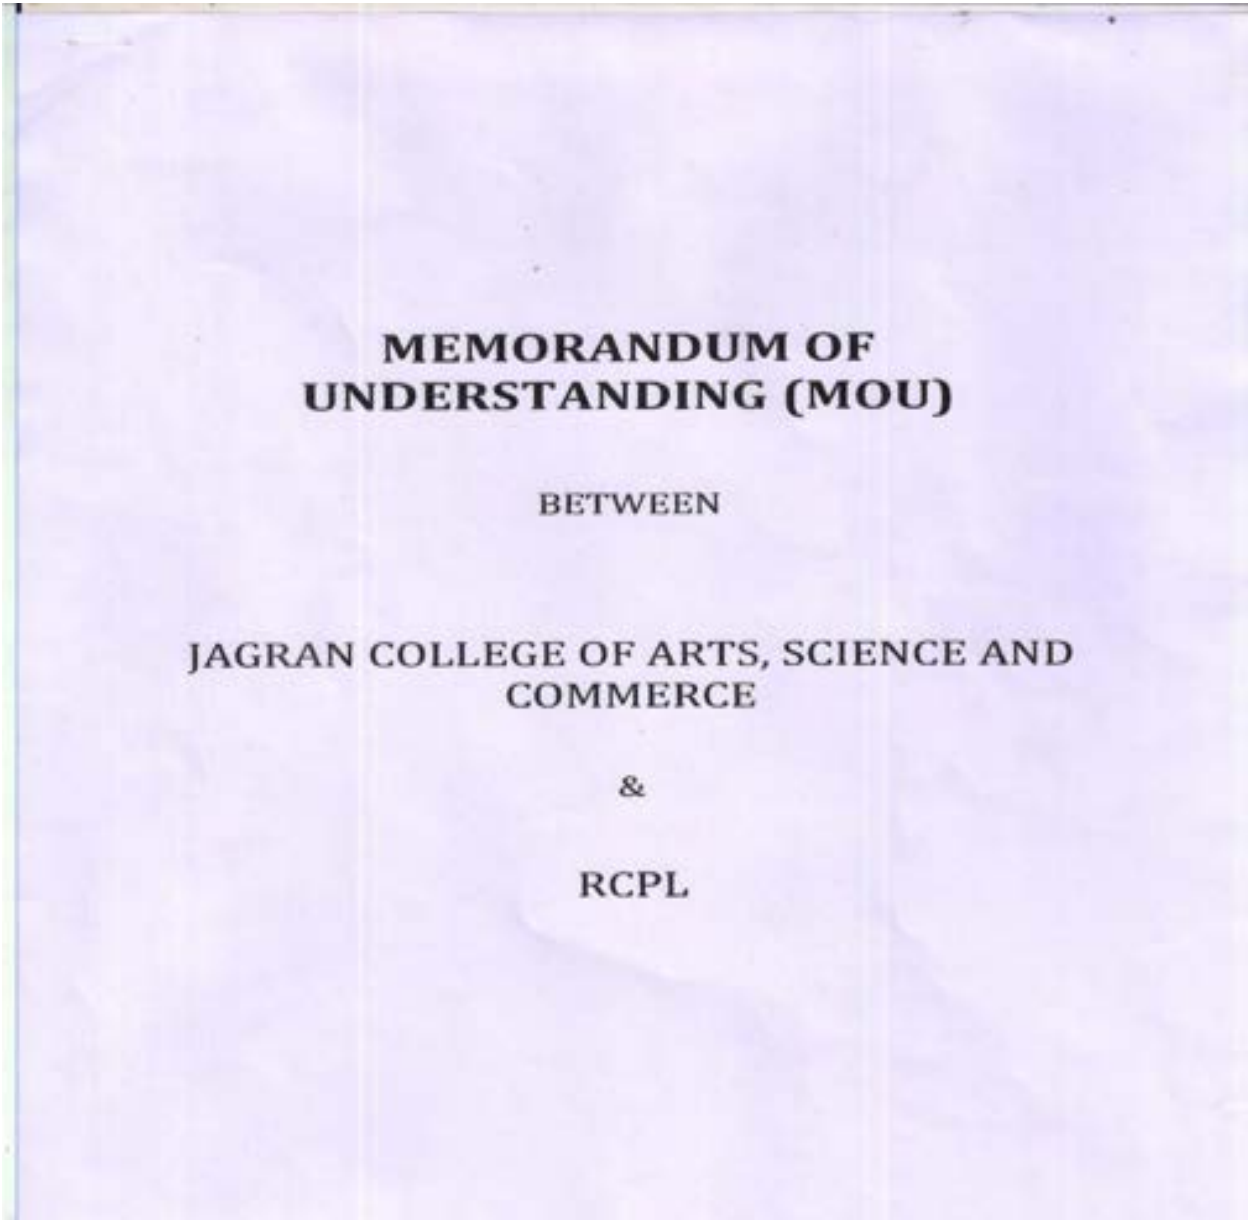 MEMORANDUM OF
UNDERSTANDING (MOU)
BETWEEN
JAGRAN COLLEGE OF ARTS, SCIENCE AND
COMMERCE
&
RCPL